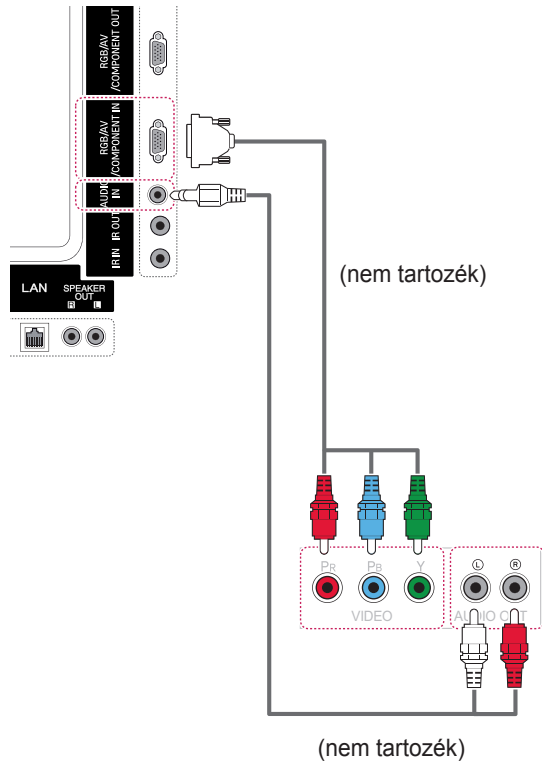 RGB/AV
/COMPONENT OUT
RGB/AV
/COMPONENT IN
AUDIO
IN
IR OUT
IR IN
LAN
SPEAKER
OUT
R L
(nem tartozék)
PR PB Y
VIDEO
L R
AUDIO OUT
(nem tartozék)